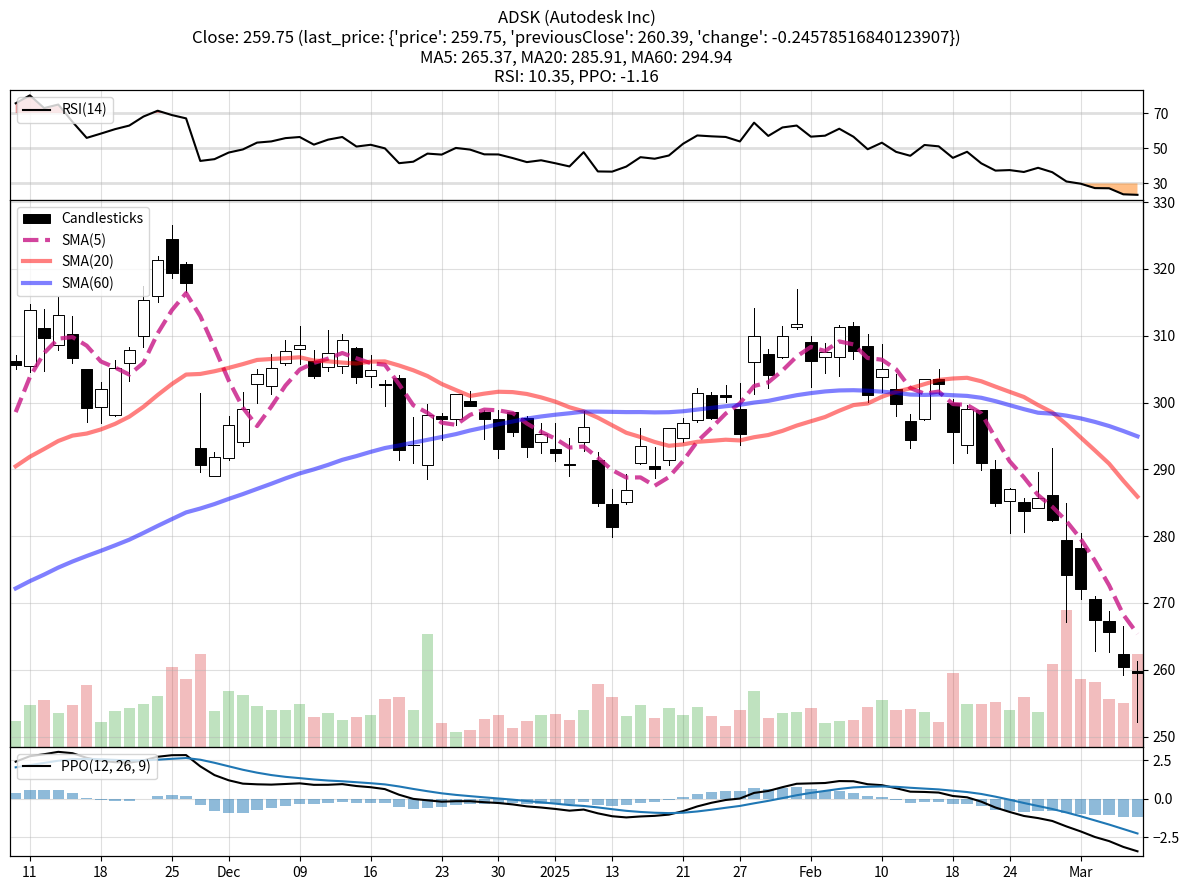 ADSK (Autodesk Inc)
Close: 259.75 (last_price: {'price': 259.75, 'previousClose': 260.39, 'change': -0.24578516840123907})
MA5: 265.37, MA20: 285.91, MA60: 294.94
RSI: 10.35, PPO: -1.16
RSI(14)
70
50
30
330
Candlesticks
SMA(5)
SMA(20)
SMA(60)
320
310
300
290
280
270
260
250
PPO(12, 26, 9)
2.5
0.0
−2.5
11 18 25 Dec 09 16 23 30 2025 13 21 27 Feb 10 18 24 Mar